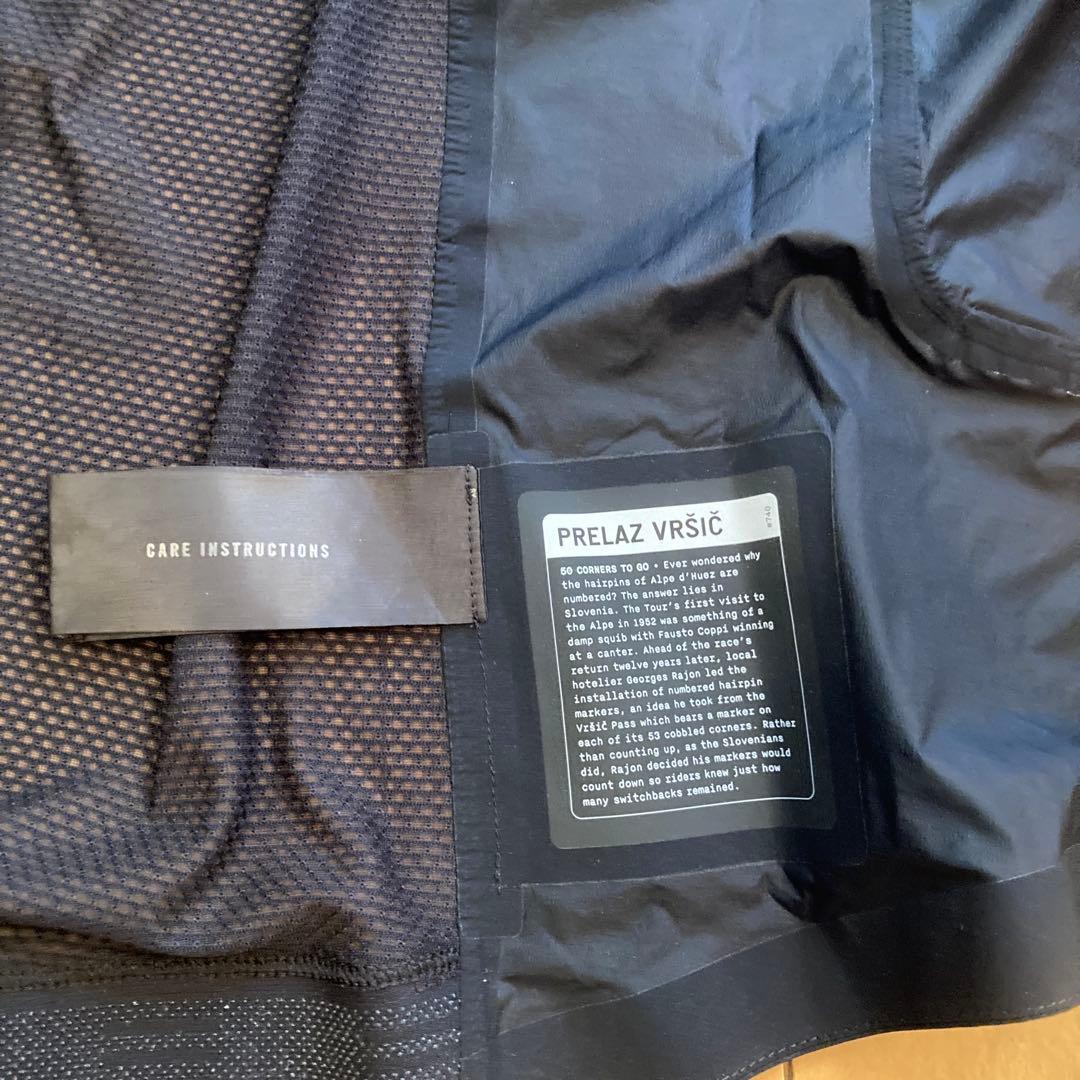 CARE INSTRUCTIONS
PRELAZ VRŠIČ
#740
50 CORNERS TO GO • Ever wondered why
the hairpins of Alpe d'Huez are
numbered? The answer lies in
Slovenia. The Tour's first visit to
the Alpe in 1952 was something of a
damp squib with Fausto Coppi winning
at a canter. Ahead of the race's
return twelve years later, local
hotelier Georges Rajon led the
installation of numbered hairpin
markers, an idea he took from the
Vršič Pass which bears a marker on
each of its 53 cobbled corners. Rather
than counting up, as the Slovenians
did, Rajon decided his markers would
count down so riders knew just how
many switchbacks remained.